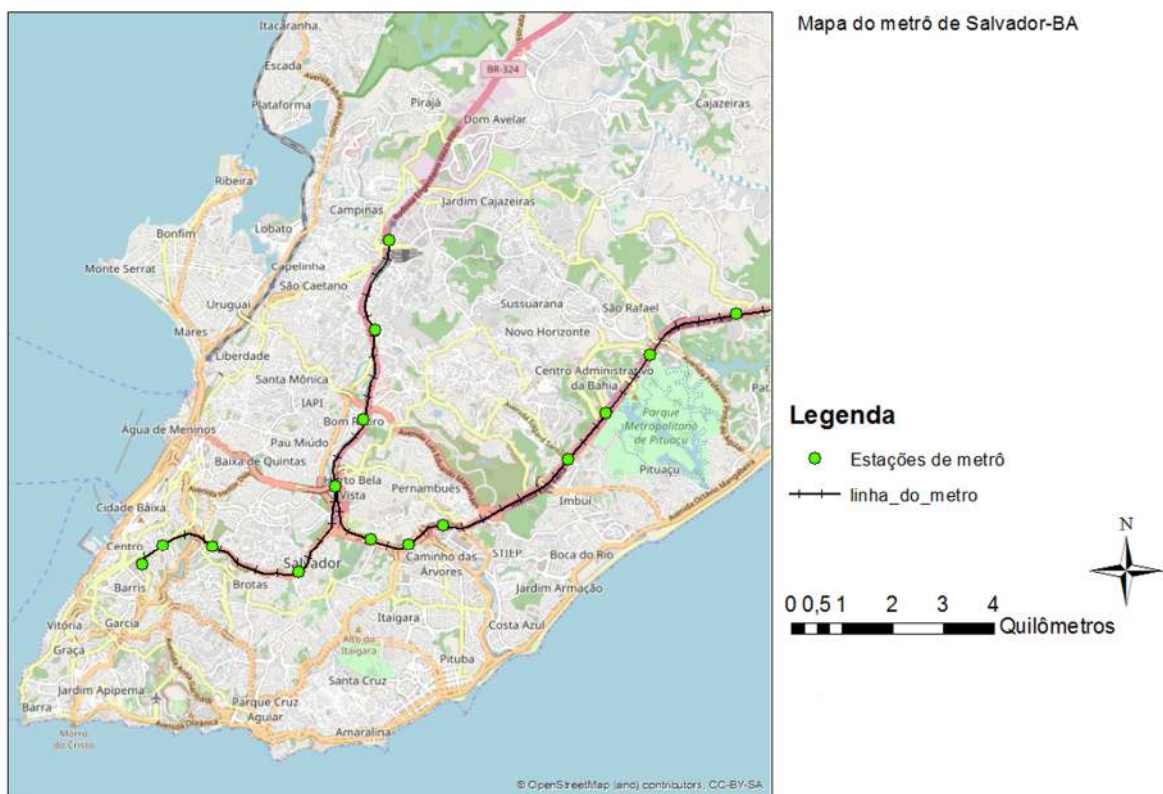 Mapa do metrô de Salvador-BA
Itacaranha
Escada
Plataforma
BR-324
Pirajá
Cajazeiras
Dom Avelar
Ribeira
Campinas
Jardim Cajazeiras
Bonfim
Lobato
Monte Serrat
Capelinha
São Caetano
Uruguai
Sussuarana
São Rafael
Mares
Novo Horizonte
Liberdade
Santa Mônica
Centro Administrativo
da Bahia
IAPI
Parque
Metropolitano
de Pituaçu
Água de Meninos
Pau Miúdo
Baixa de Quintas
Pernambués
Pituaçu
Vista
Imbuí
Cidade Baixa
Centro
Salvador
Caminho das
Árvores
STIEP
Boca do Rio
Barris
Brotas
Jardim Armação
Vitória
Garcia
Itaigara
Costa Azul
Graça
Alto do
Itaigara
Pituba
Jardim Apipema
Santa Cruz
Barra
Parque Cruz
Aguiar
Avenida Oceânica
Amaralina
Morro
do Cristo
© OpenStreetMap (and) contributors, CC-BY-SA
Legenda
Estações de metrô
linha_do_metro
N
0 0,5 1 2 3 4
Quilômetros